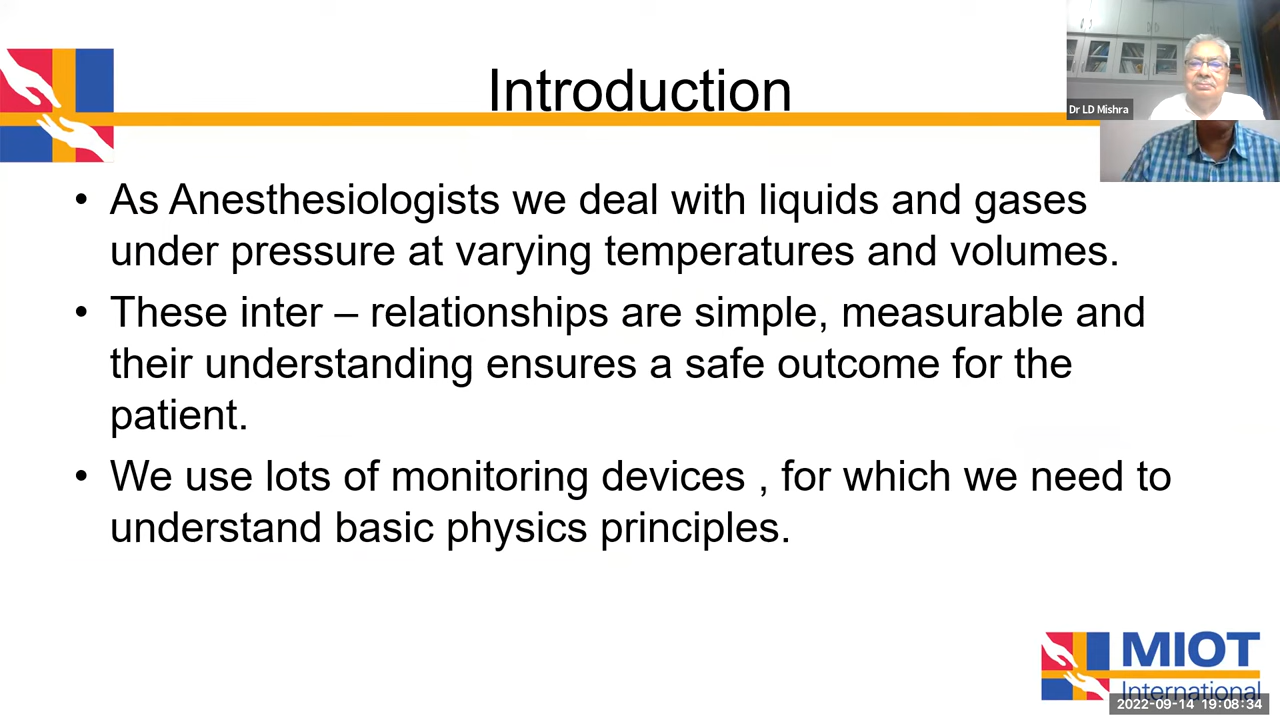 Introduction
Dr LD Mishra
• As Anesthesiologists we deal with liquids and gases
under pressure at varying temperatures and volumes.
• These inter – relationships are simple, measurable and
their understanding ensures a safe outcome for the
patient.
• We use lots of monitoring devices , for which we need to
understand basic physics principles.
MIOT
International
2022-09-14 19:08:34